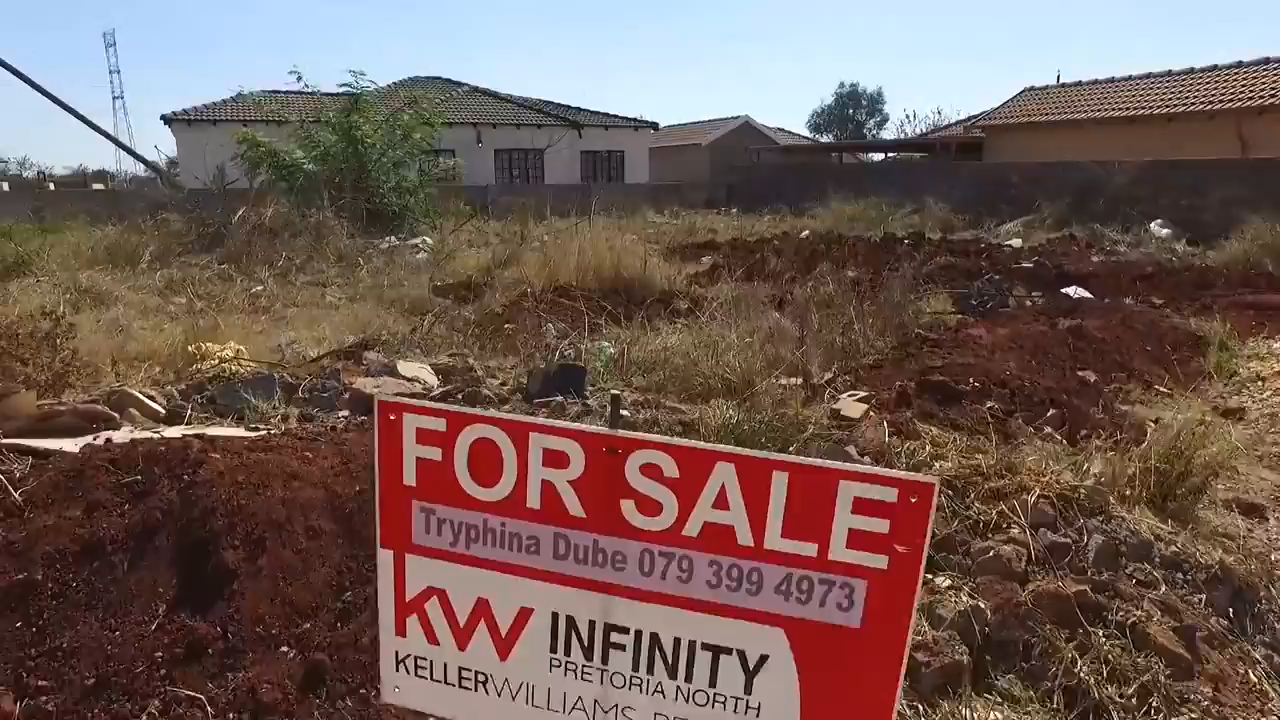 FOR SALE
Tryphina Dube 079 399 4973
kw INFINITY
PRETORIA NORTH
KELLERWILLIAMS